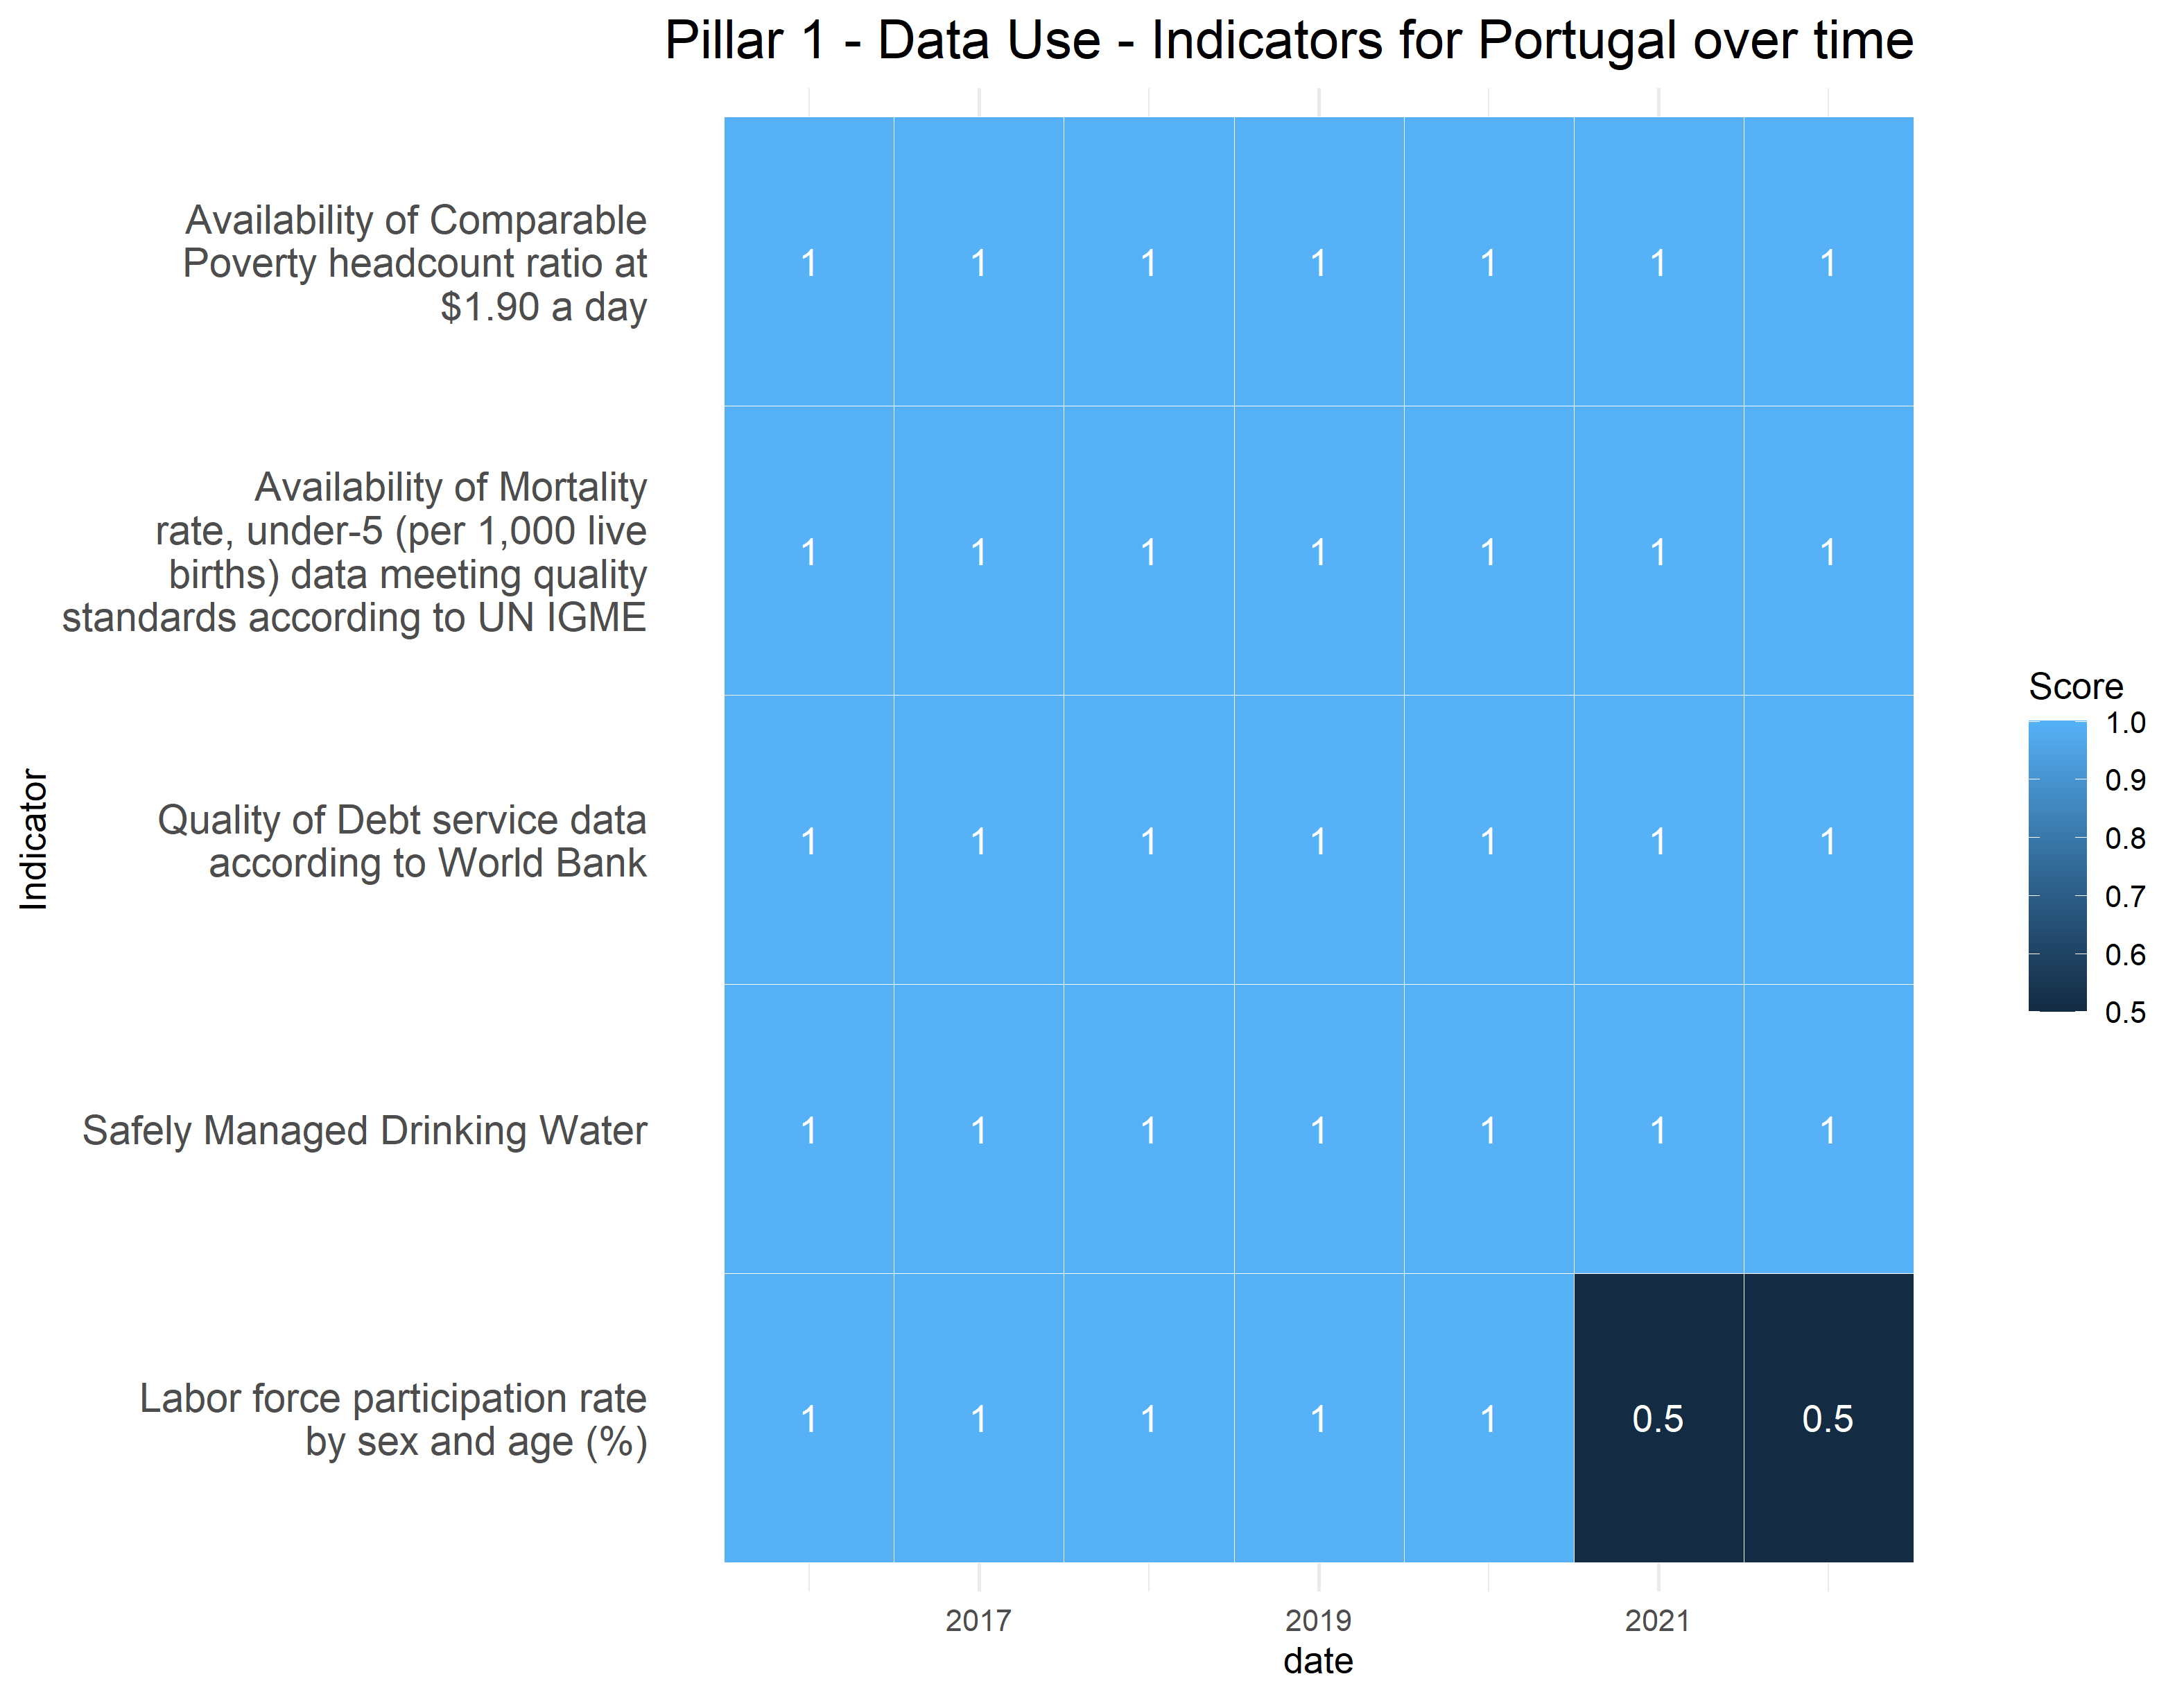 Pillar 1 - Data Use - Indicators for Portugal over time
Indicator
Availability of Comparable
Poverty headcount ratio at
$1.90 a day
1 1 1 1 1 1 1
Availability of Mortality
rate, under-5 (per 1,000 live
births) data meeting quality
standards according to UN IGME
1 1 1 1 1 1 1
Quality of Debt service data
according to World Bank
1 1 1 1 1 1 1
Safely Managed Drinking Water
1 1 1 1 1 1 1
Labor force participation rate
by sex and age (%)
1 1 1 1 1 0.5 0.5
2017 2019 2021
date
Score
1.0
0.9
0.8
0.7
0.6
0.5